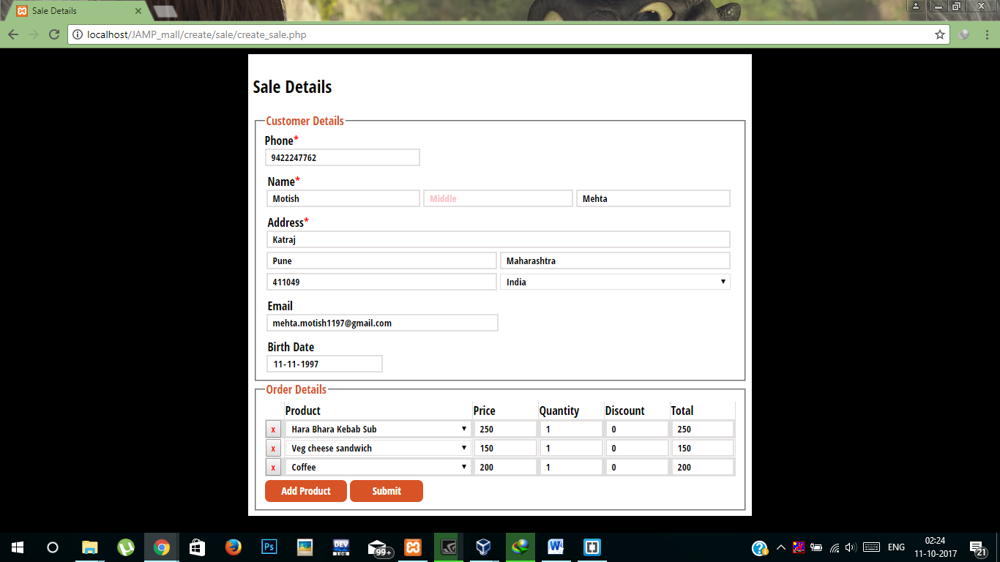 Sale Details
localhost/JAMP_mall/create/sale/create_sale.php
Sale Details
Customer Details
Phone*
9422247762
Name*
Motish Middle Mehta
Address*
Katraj
Pune Maharashtra
411049 India
Email
mehta.motish1197@gmail.com
Birth Date
11-11-1997
Order Details
Product Price Quantity Discount Total
x Hara Bhara Kebab Sub 250 1 0 250
x Veg cheese sandwich 150 1 0 150
x Coffee 200 1 0 200
Add Product Submit
Ps DEV IDE 99+ ENG 02:24
11-10-2017 21